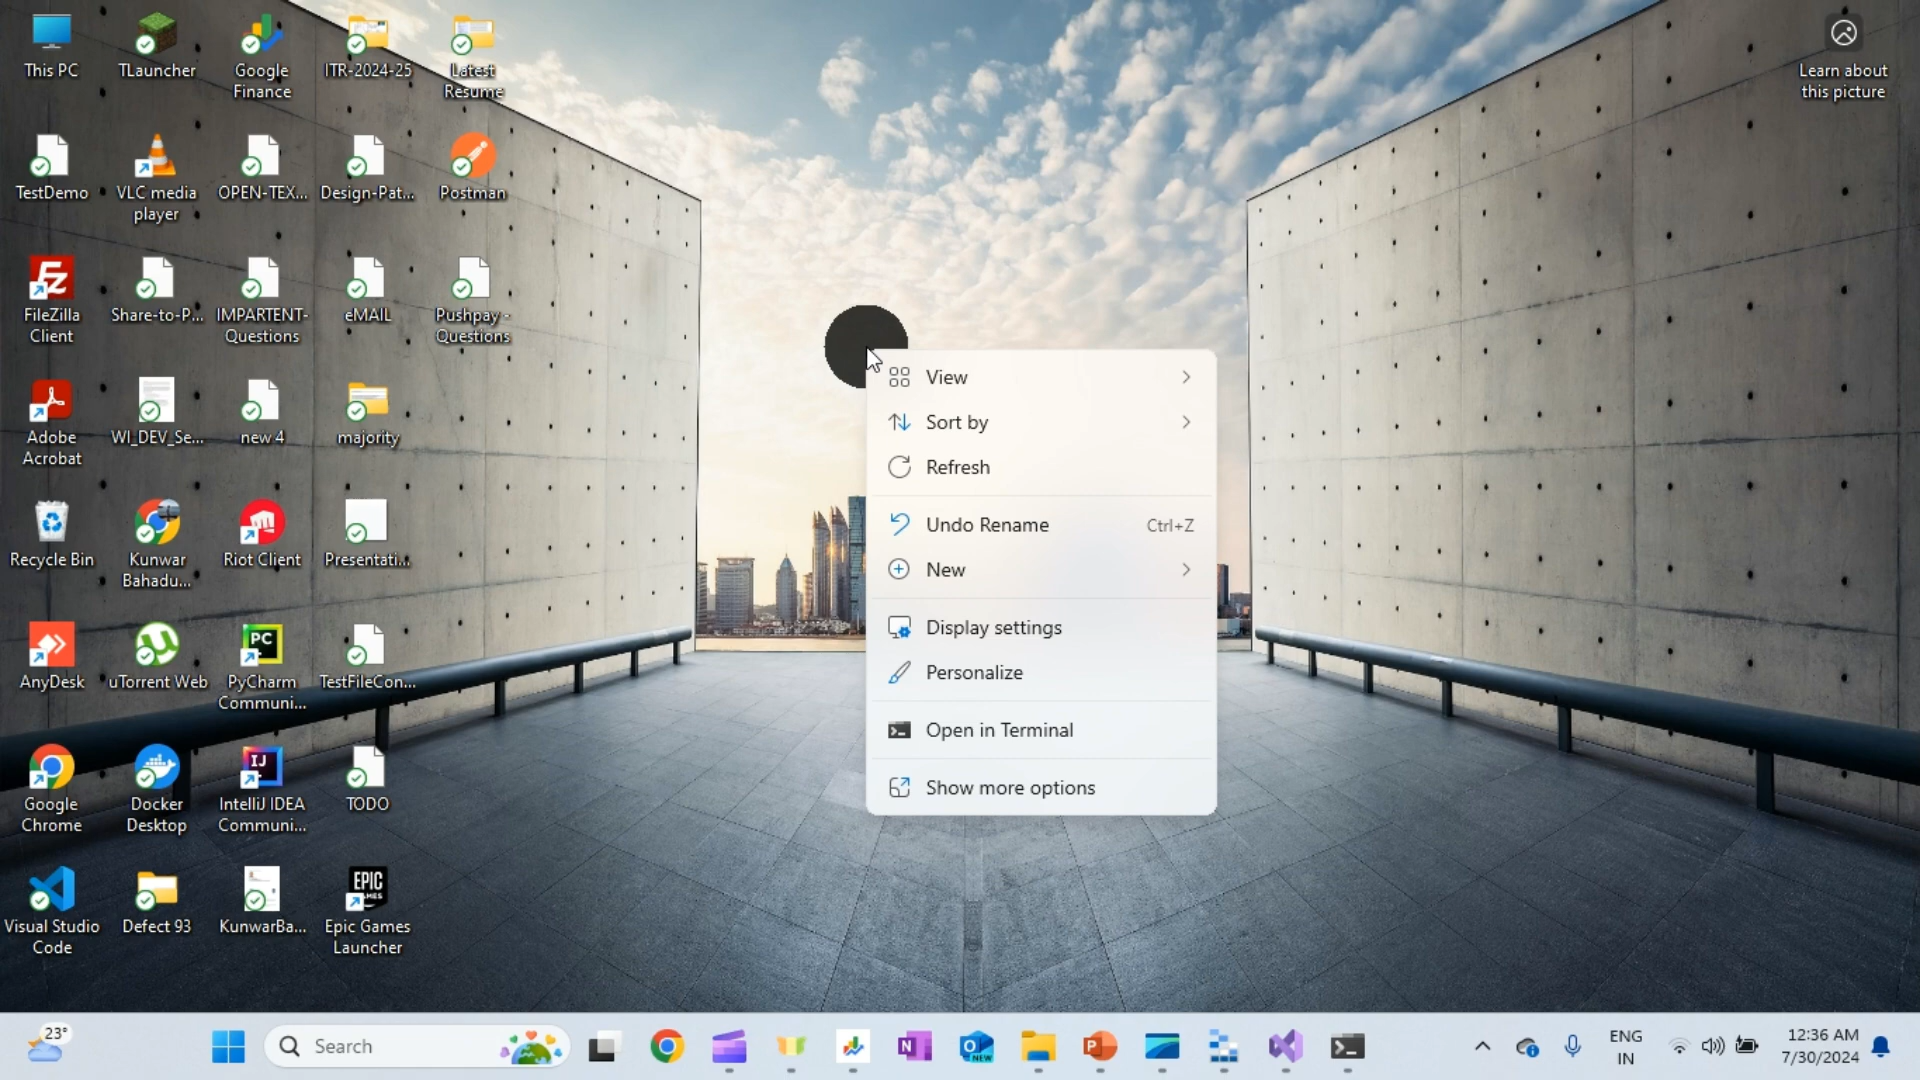 This PC
TLauncher
Google
Finance
ITR-2024-25
Latest
Resume
Learn about
this picture
TestDemo
VLC media
player
OPEN-TEX...
Design-Pat...
Postman
FileZilla
Client
Share-to-P...
IMPARTENT-
Questions
eMAIL
Pushpay -
Questions
Adobe
Acrobat
WI_DEV_Se...
new 4
majority
Recycle Bin
Kunwar
Bahadu...
Riot Client
Presentati...
AnyDesk
uTorrent Web
PC
PyCharm
Communi...
TestFileCon...
Google
Chrome
Docker
Desktop
IJ
IntelliJ IDEA
Communi...
TODO
Visual Studio
Code
Defect 93
KunwarBa...
EPIC
GAMES
Epic Games
Launcher
View
Sort by
Refresh
Undo Rename Ctrl+Z
New
Display settings
Personalize
Open in Terminal
Show more options
23°
Search
N
O
NEW
P
ENG
IN
12:36 AM
7/30/2024